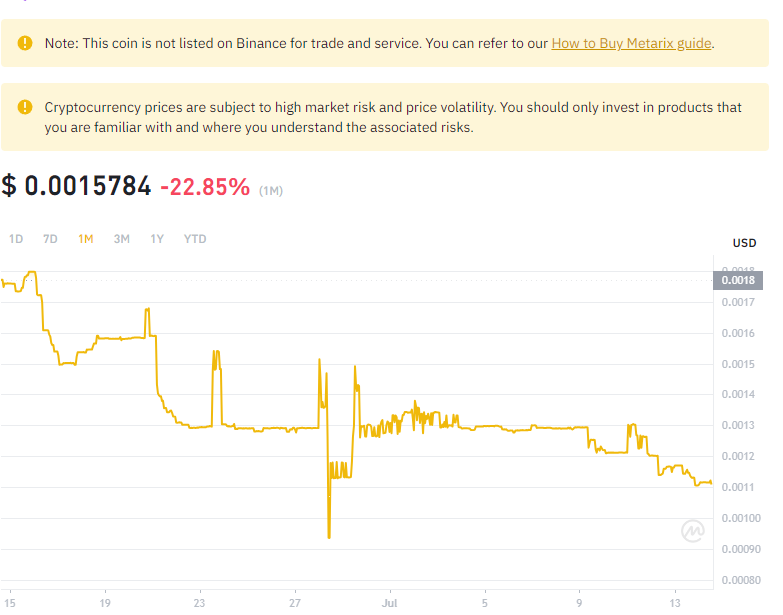 Note: This coin is not listed on Binance for trade and service. You can refer to our How to Buy Metarix guide.
Cryptocurrency prices are subject to high market risk and price volatility. You should only invest in products that
you are familiar with and where you understand the associated risks.
$ 0.0015784 -22.85% (1M)
1D 7D 1M 3M 1Y YTD
USD
0.0018
0.0018
0.0017
0.0016
0.0015
0.0014
0.0013
0.0012
0.0011
0.00100
0.00090
0.00080
15 19 23 27 Jul 5 9 13